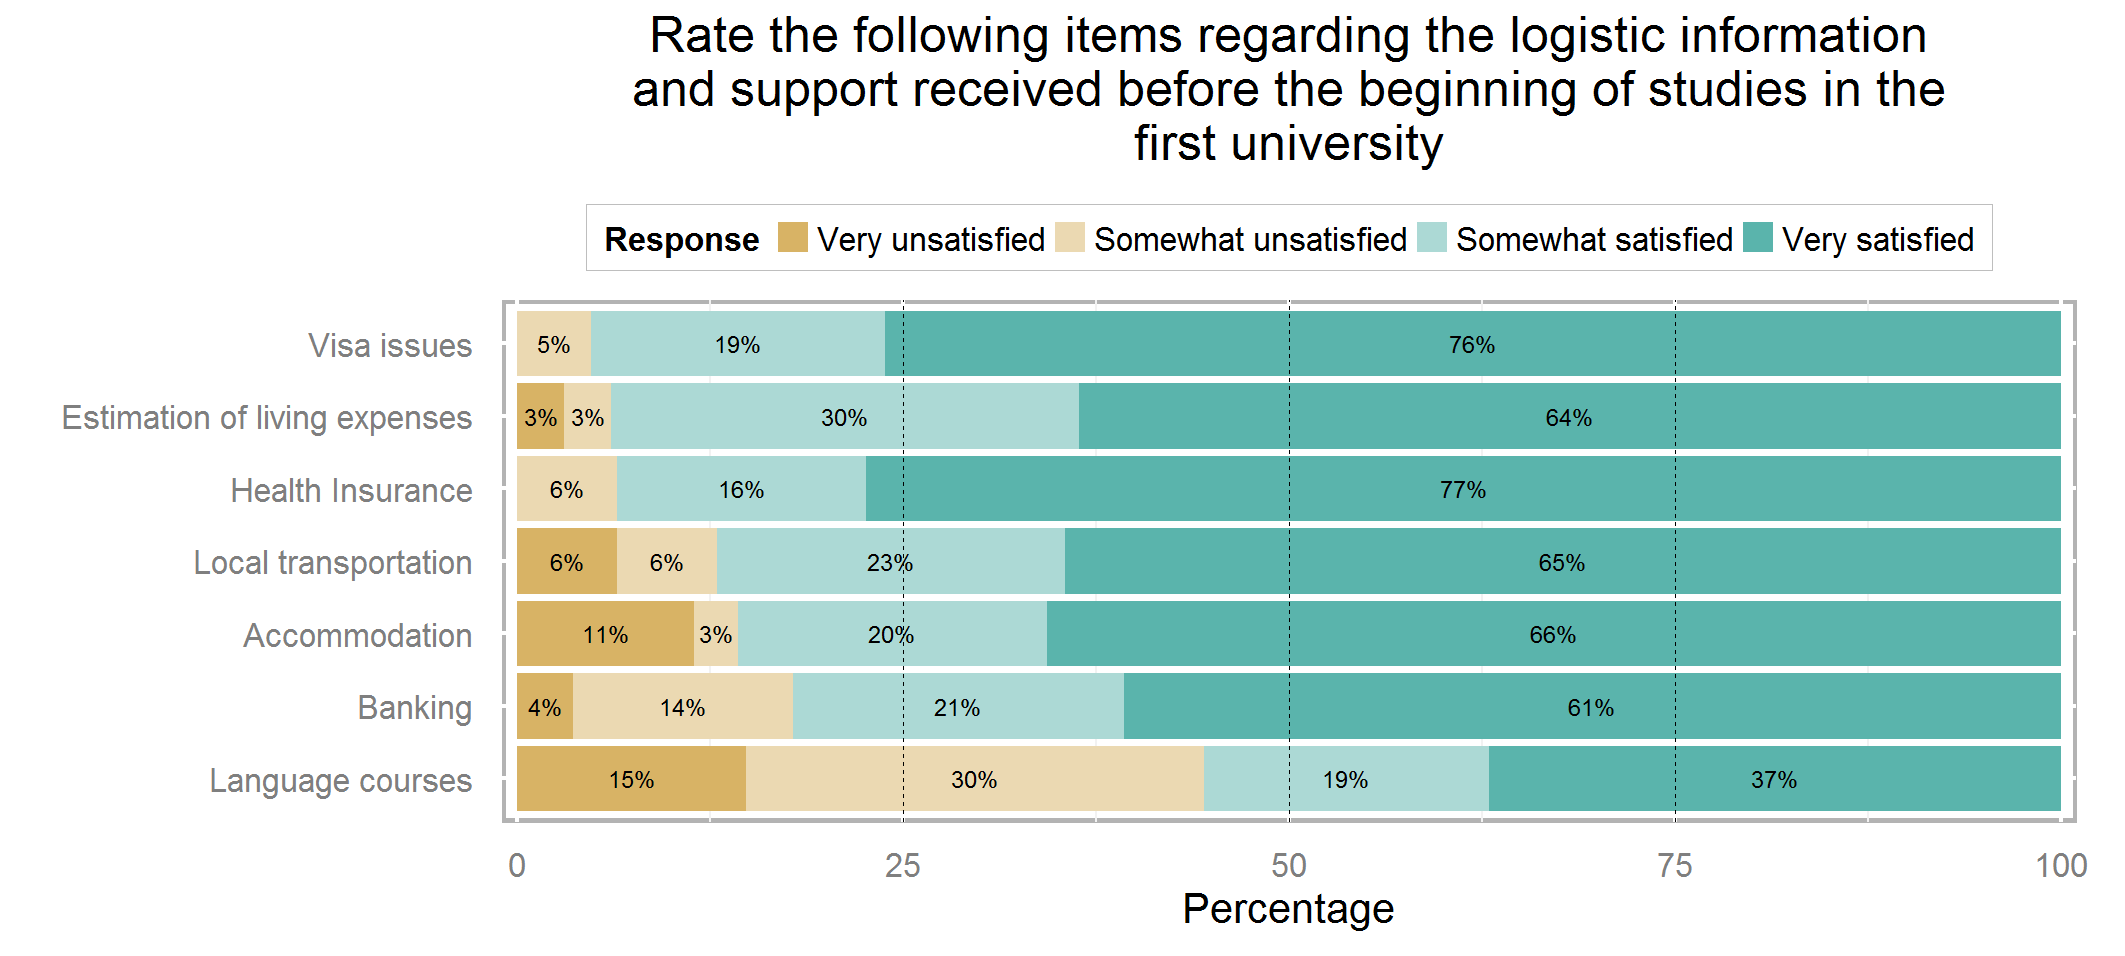 Rate the following items regarding the logistic information
and support received before the beginning of studies in the
first university
Response Very unsatisfied Somewhat unsatisfied Somewhat satisfied Very satisfied
Visa issues 5% 19% 76%
Estimation of living expenses 3% 3% 30% 64%
Health Insurance 6% 16% 77%
Local transportation 6% 6% 23% 65%
Accommodation 11% 3% 20% 66%
Banking 4% 14% 21% 61%
Language courses 15% 30% 19% 37%
0 25 50 75 100
Percentage